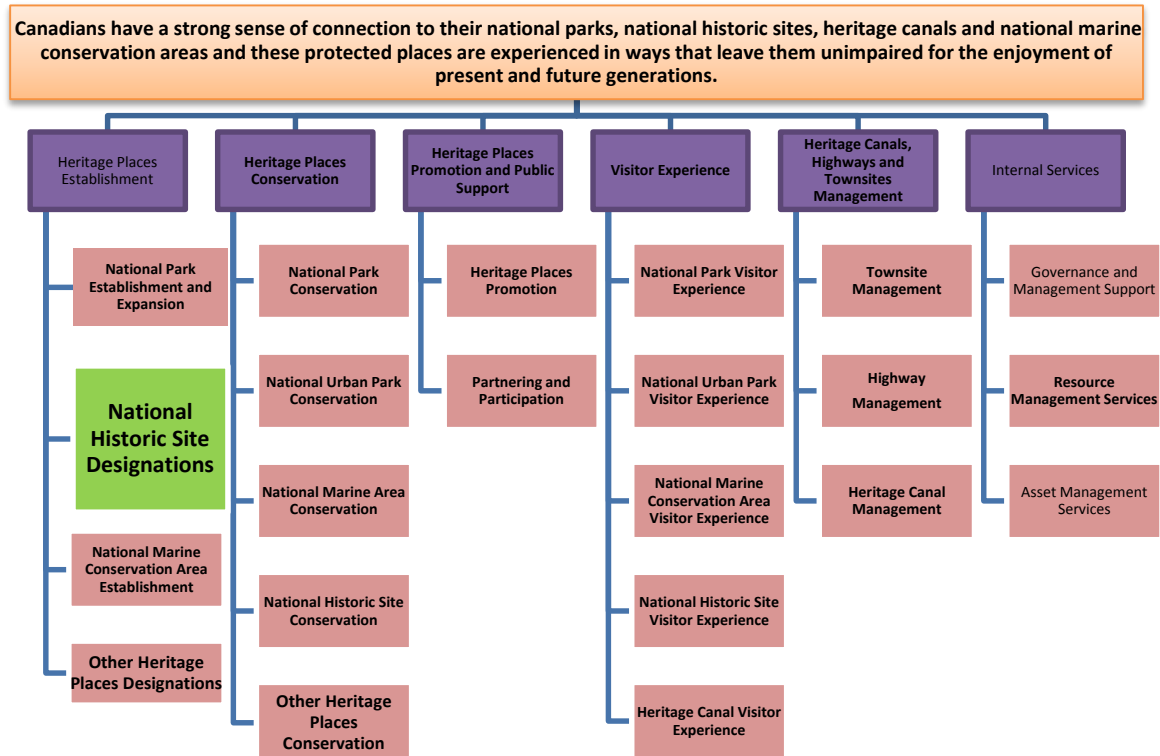 Canadians have a strong sense of connection to their national parks, national historic sites, heritage canals and national marine
conservation areas and these protected places are experienced in ways that leave them unimpaired for the enjoyment of
present and future generations.
Heritage Places
Establishment
Heritage Places
Conservation
Heritage Places
Promotion and Public
Support
Visitor Experience
Heritage Canals,
Highways and
Townsites
Management
Internal Services
National Park
Establishment and
Expansion
National
Historic Site
Designations
National Marine
Conservation Area
Establishment
Other Heritage
Places Designations
National Park
Conservation
National Urban Park
Conservation
National Marine Area
Conservation
National Historic Site
Conservation
Other Heritage
Places
Conservation
Heritage Places
Promotion
Partnering and
Participation
National Park Visitor
Experience
National Urban Park
Visitor Experience
National Marine
Conservation Area
Visitor Experience
National Historic Site
Visitor Experience
Heritage Canal Visitor
Experience
Townsite
Management
Highway
Management
Heritage Canal
Management
Governance and
Management Support
Resource
Management Services
Asset Management
Services